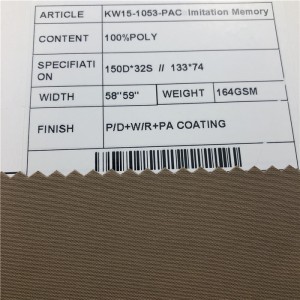 ARTICLE KW15-1053-PAC Imitation Memory
CONTENT 100%POLY
SPECIFIATI
ON 150D*32S // 133*74
WIDTH 58"59" WEIGHT 164GSM
FINISH P/D+W/R+PA COATING